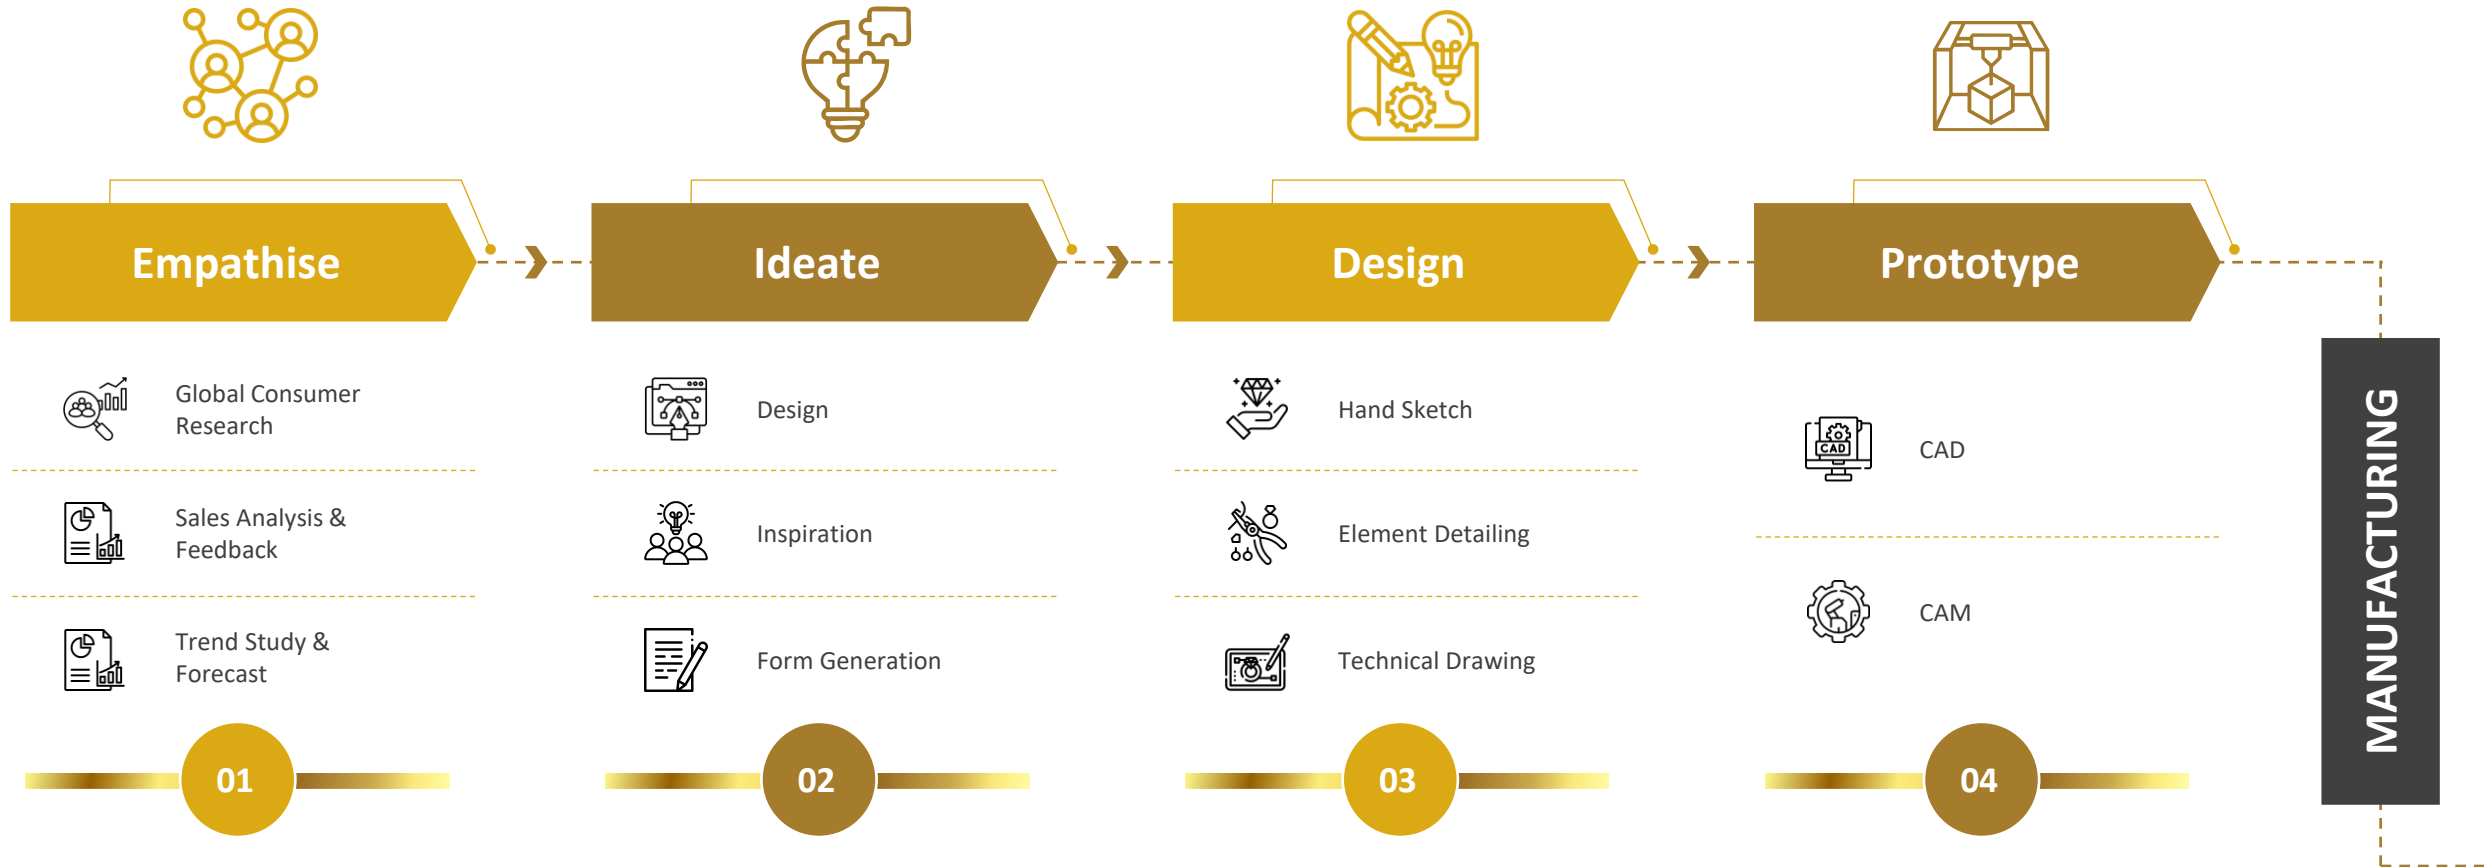 Empathise
Global Consumer
Research
Sales Analysis &
Feedback
Trend Study &
Forecast
01
Ideate
Design
Inspiration
Form Generation
02
Design
Hand Sketch
Element Detailing
Technical Drawing
03
Prototype
CAD
CAD
CAM
04
MANUFACTURING